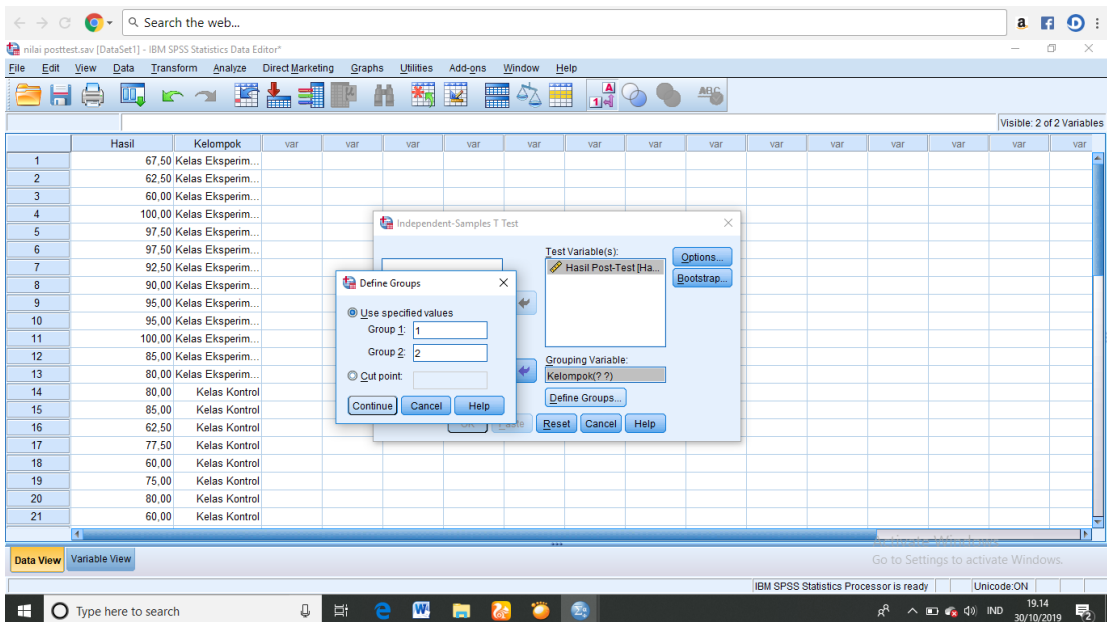 Search the web...
nilai posttest.sav [DataSet1] - IBM SPSS Statistics Data Editor*
File Edit View Data Transform Analyze Direct Marketing Graphs Utilities Add-ons Window Help
Visible: 2 of 2 Variables
Hasil Kelompok var var var var var var var var var var var var var var
1 67,50 Kelas Eksperim...
2 62,50 Kelas Eksperim...
3 60,00 Kelas Eksperim...
4 100,00 Kelas Eksperim...
5 97,50 Kelas Eksperim...
6 97,50 Kelas Eksperim...
7 92,50 Kelas Eksperim...
8 90,00 Kelas Eksperim...
9 95,00 Kelas Eksperim...
10 95,00 Kelas Eksperim...
11 100,00 Kelas Eksperim...
12 85,00 Kelas Eksperim...
13 80,00 Kelas Eksperim...
14 80,00 Kelas Kontrol
15 85,00 Kelas Kontrol
16 62,50 Kelas Kontrol
17 77,50 Kelas Kontrol
18 60,00 Kelas Kontrol
19 75,00 Kelas Kontrol
20 80,00 Kelas Kontrol
21 60,00 Kelas Kontrol
Independent-Samples T Test
Test Variable(s):
Hasil Post-Test [Ha...
Options...
Bootstrap...
Grouping Variable:
Kelompok(? ?)
Define Groups...
Reset Cancel Help
Define Groups
Use specified values
Group 1: 1
Group 2: 2
Cut point:
Continue Cancel Help
Data View Variable View
Go to Settings to activate Windows.
IBM SPSS Statistics Processor is ready Unicode:ON
Type here to search
IND
19.14
30/10/2019